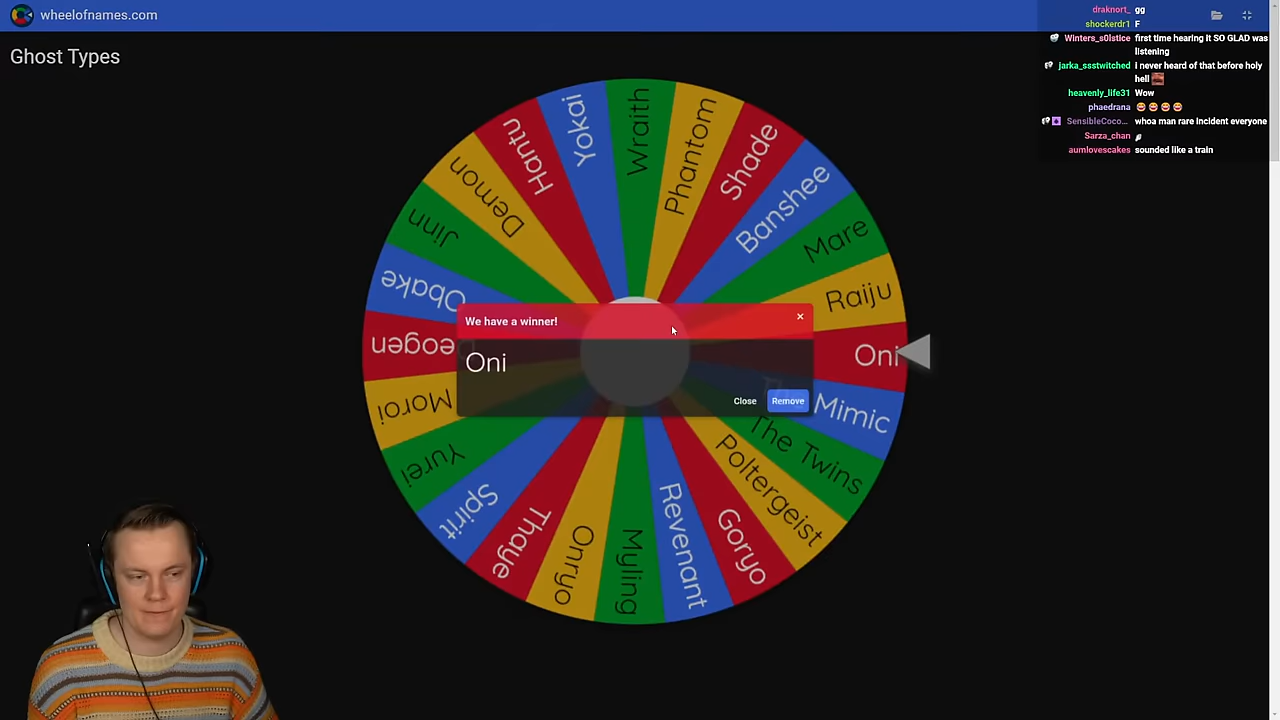 wheelofnames.com
Ghost Types
draknort_ gg
shockerdr1 F
Winters_s0lstice first time hearing it SO GLAD was
listening
jarka_ssstwitched i never heard of that before holy
hell
heavenly_life31 Wow
phaedrana
SensibleCoco... whoa man rare incident everyone
Sarza_chan
aumlovescakes sounded like a train
Wraith
Phantom
Shade
Banshee
Mare
Raiju
Oni
Mimic
The Twins
Poltergeist
Goryo
Revenant
Myling
Onryo
Thaye
Spirit
Yurei
Moroi
eogen
Obake
Jinn
Demon
Hantu
Yokai
We have a winner!
Oni
Close
Remove